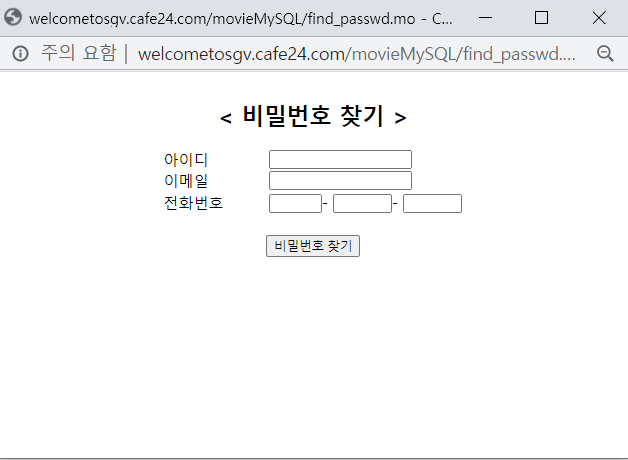 welcometosgv.cafe24.com/movieMySQL/find_passwd.mo - C...
주의 요함 | welcometosgv.cafe24.com/movieMySQL/find_passwd....
< 비밀번호 찾기 >
아이디
이메일
전화번호 - -
비밀번호 찾기